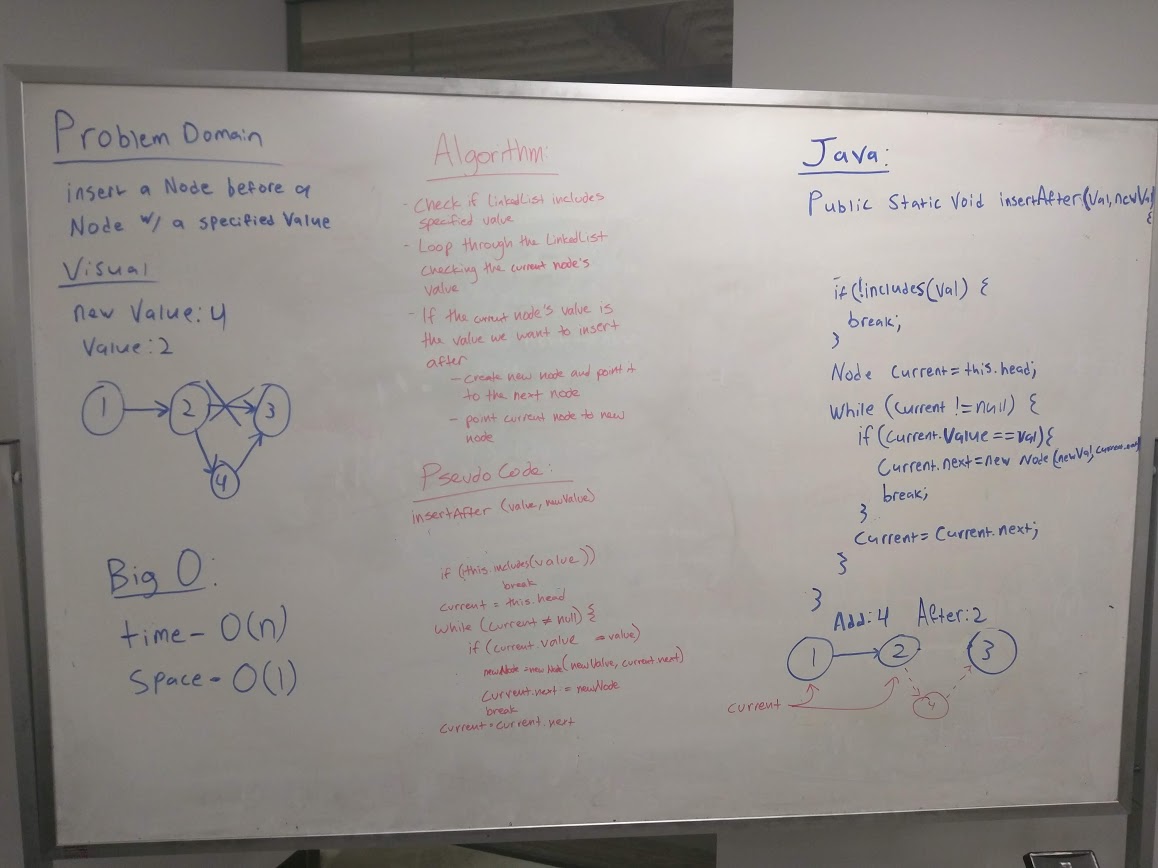 Problem Domain
insert a Node before a
Node w/ a specified Value
Visual
new Value: 4
Value: 2
1 2 3
4
Big O:
time - O(n)
Space - O(1)
Algorithm:
- Check if LinkedList includes
specified value
- Loop through the LinkedList
checking the current node's
value
- If the current node's value is
the value we want to insert
after
- create new node and point it
to the next node
- point current node to new
node
Pseudo Code:
insertAfter (value, newValue)
if (!this.includes(value))
break
current = this.head
while (current ≠ null) {
if (current.value = value)
newNode = new Node(newValue, current.next)
current.next = newNode
break
current = current.next
Java:
Public Static Void insertAfter(Val, newVal)
{
if(!includes(Val) {
break;
}
Node Current = this.head;
While (Current != null) {
if (Current.Value == Val){
Current.next = new Node(newVal, current.next)
break;
}
Current = Current.next;
}
}
Add: 4 After: 2
1 2 3
4
Current